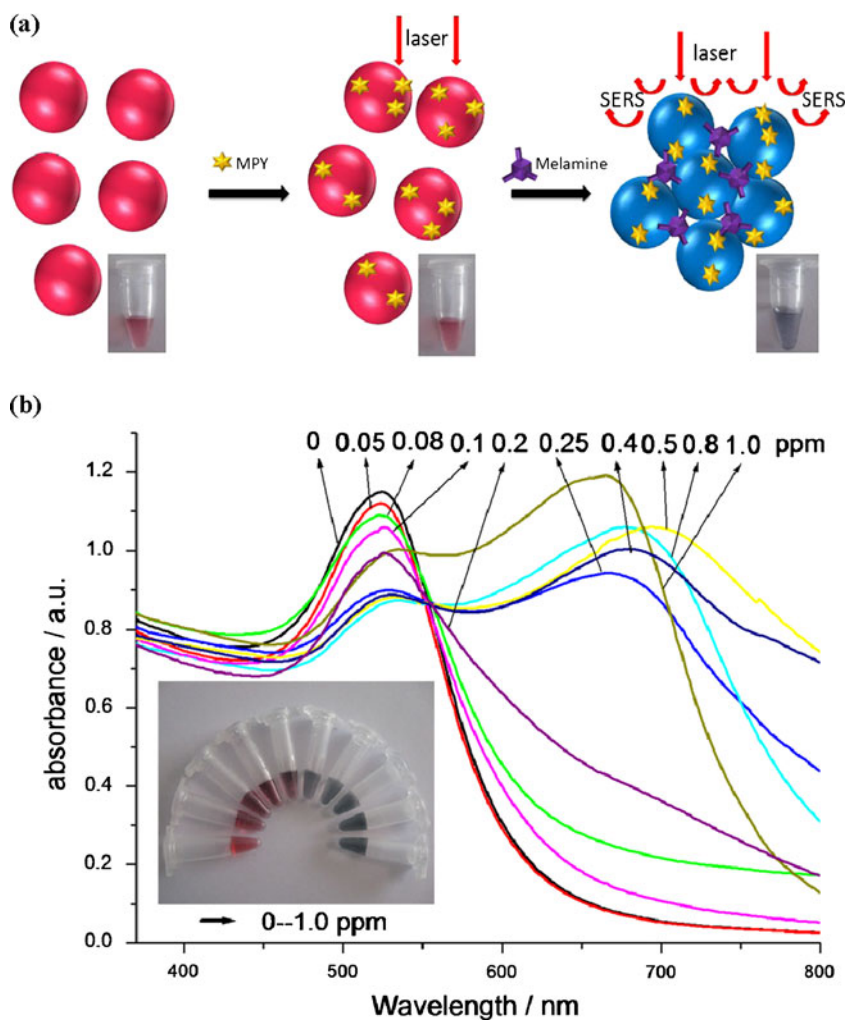 (a)
laser
laser
SERS
SERS
MPY
Melamine
(b)
0 0.05 0.08 0.1 0.2 0.25 0.4 0.5 0.8 1.0 ppm
1.2
1.0
0.8
0.6
0.4
0.2
0.0
absorbance / a.u.
0--1.0 ppm
400 500 600 700 800
Wavelength / nm